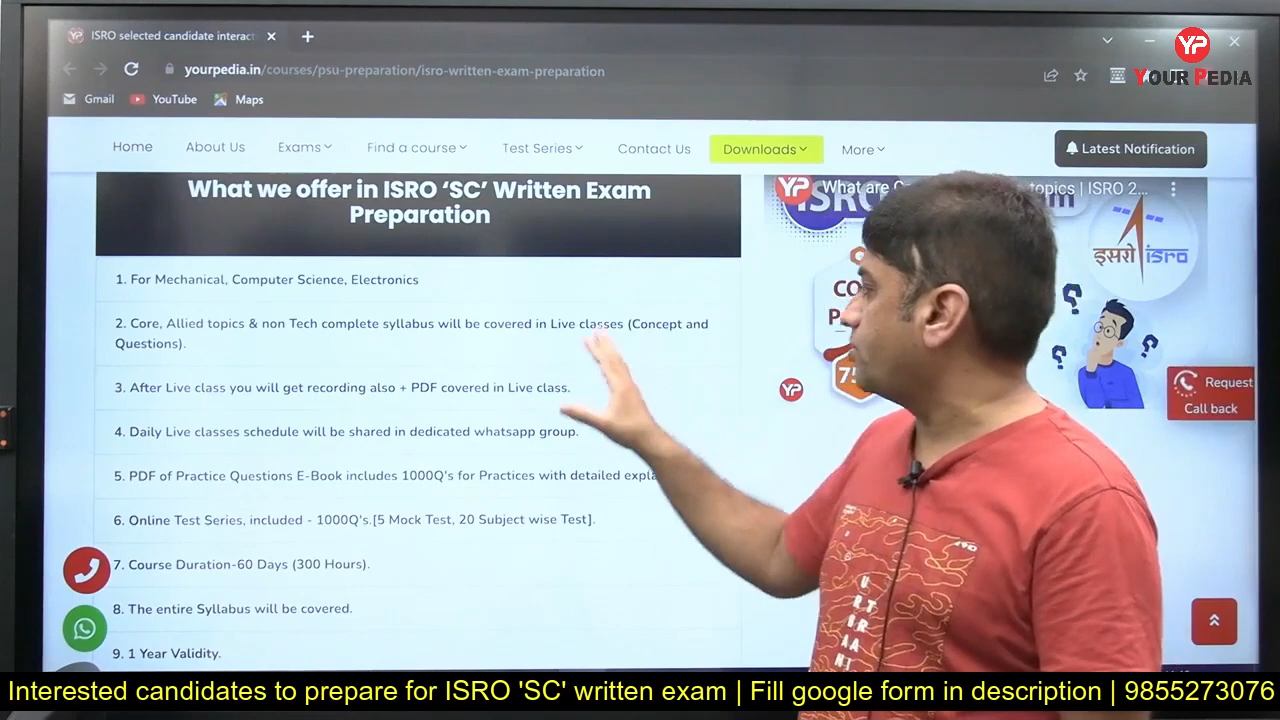 ISRO selected candidate interac
YP
YOUR PEDIA
yourpedia.in/courses/psu-preparation/isro-written-exam-preparation
Gmail YouTube Maps
Home About Us Exams Find a course Test Series Contact Us Downloads More Latest Notification
What we offer in ISRO ‘SC’ Written Exam
Preparation
1. For Mechanical, Computer Science, Electronics
2. Core, Allied topics & non Tech complete syllabus will be covered in Live classes (Concept and
Questions).
3. After Live class you will get recording also + PDF covered in Live class.
4. Daily Live classes schedule will be shared in dedicated whatsapp group.
5. PDF of Practice Questions E-Book includes 1000Q's for Practices with detailed expla
6. Online Test Series, included - 1000Q's.[5 Mock Test, 20 Subject wise Test].
7. Course Duration-60 Days (300 Hours).
8. The entire Syllabus will be covered.
9. 1 Year Validity.
YP What are C topics | ISRO 2...
ISRO
इसरो isro
CO
P
75
YP
Request
Call back
Interested candidates to prepare for ISRO 'SC' written exam | Fill google form in description | 9855273076